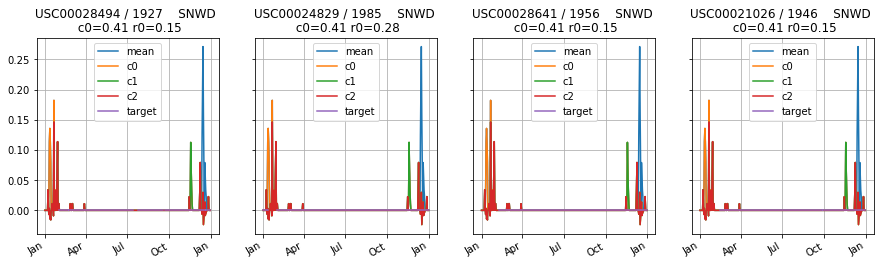 USC00028494 / 1927 SNWD
c0=0.41 r0=0.15
USC00024829 / 1985 SNWD
c0=0.41 r0=0.28
USC00028641 / 1956 SNWD
c0=0.41 r0=0.15
USC00021026 / 1946 SNWD
c0=0.41 r0=0.15
0.25
0.20
0.15
0.10
0.05
0.00
mean
c0
c1
c2
target
mean
c0
c1
c2
target
mean
c0
c1
c2
target
mean
c0
c1
c2
target
Jan Apr Jul Oct Jan
Jan Apr Jul Oct Jan
Jan Apr Jul Oct Jan
Jan Apr Jul Oct Jan